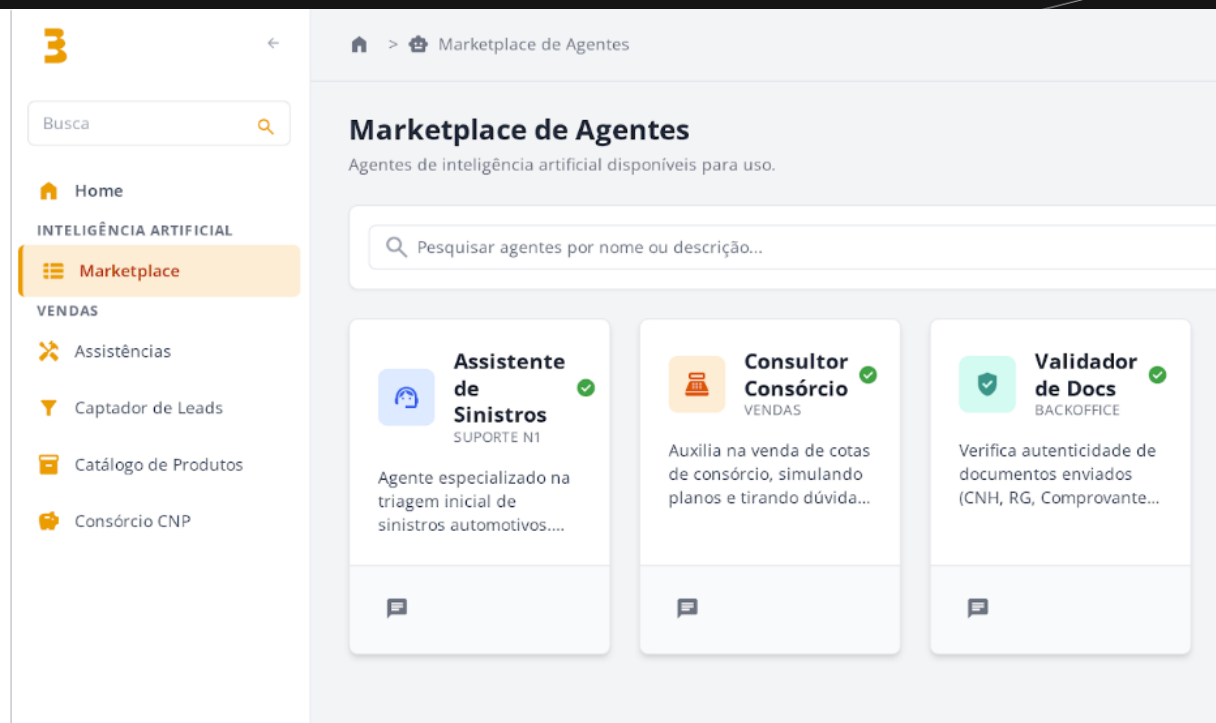 Busca
Home
INTELIGÊNCIA ARTIFICIAL
Marketplace
VENDAS
Assistências
Captador de Leads
Catálogo de Produtos
Consórcio CNP
> Marketplace de Agentes
Marketplace de Agentes
Agentes de inteligência artificial disponíveis para uso.
Pesquisar agentes por nome ou descrição...
Assistente
de
Sinistros
SUPORTE N1
Agente especializado na
triagem inicial de
sinistros automotivos....
Consultor
Consórcio
VENDAS
Auxilia na venda de cotas
de consórcio, simulando
planos e tirando dúvida...
Validador
de Docs
BACKOFFICE
Verifica autenticidade de
documentos enviados
(CNH, RG, Comprovante...